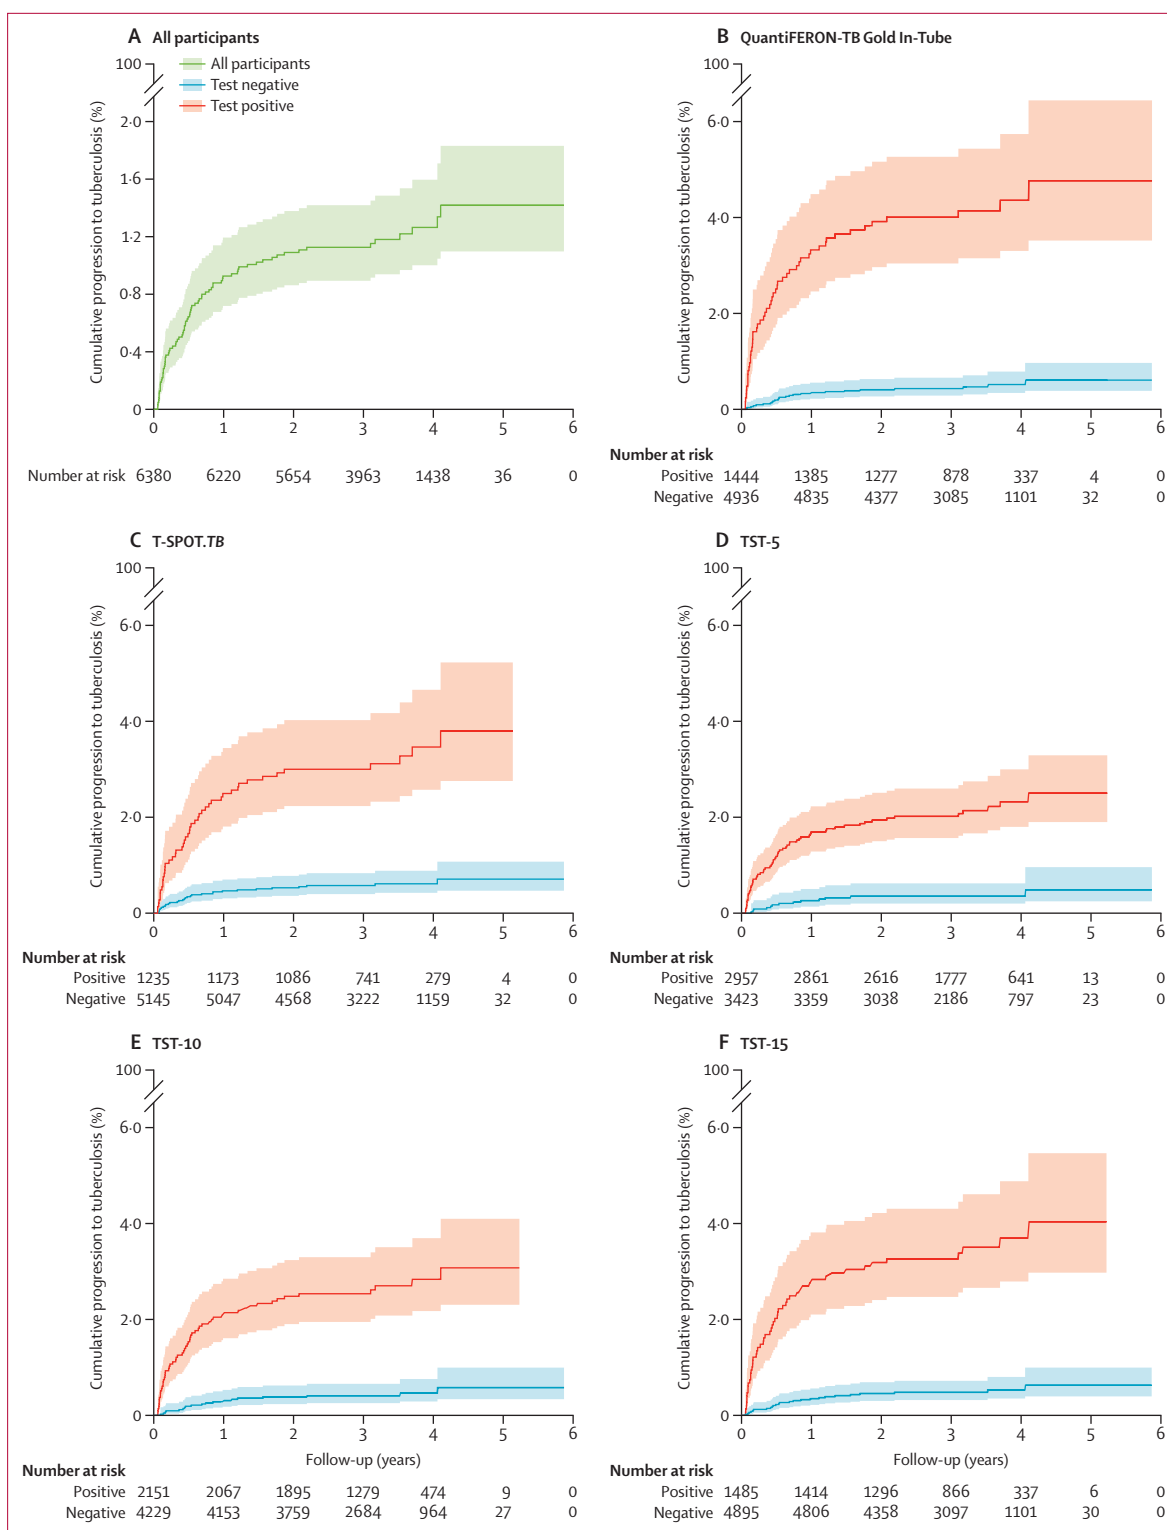 A All participants
All participants
Test negative
Test positive
Cumulative progression to tuberculosis (%)
100
2·0
1·6
1·2
0·8
0·4
0
0 1 2 3 4 5 6
Number at risk 6380 6220 5654 3963 1438 36 0
B QuantiFERON-TB Gold In-Tube
Cumulative progression to tuberculosis (%)
100
6·0
4·0
2·0
0
0 1 2 3 4 5 6
Number at risk
Positive 1444 1385 1277 878 337 4 0
Negative 4936 4835 4377 3085 1101 32 0
C T-SPOT.TB
Cumulative progression to tuberculosis (%)
100
6·0
4·0
2·0
0
0 1 2 3 4 5 6
Number at risk
Positive 1235 1173 1086 741 279 4 0
Negative 5145 5047 4568 3222 1159 32 0
D TST-5
Cumulative progression to tuberculosis (%)
100
6·0
4·0
2·0
0
0 1 2 3 4 5 6
Number at risk
Positive 2957 2861 2616 1777 641 13 0
Negative 3423 3359 3038 2186 797 23 0
E TST-10
Cumulative progression to tuberculosis (%)
100
6·0
4·0
2·0
0
0 1 2 3 4 5 6
Follow-up (years)
Number at risk
Positive 2151 2067 1895 1279 474 9 0
Negative 4229 4153 3759 2684 964 27 0
F TST-15
Cumulative progression to tuberculosis (%)
100
6·0
4·0
2·0
0
0 1 2 3 4 5 6
Follow-up (years)
Number at risk
Positive 1485 1414 1296 866 337 6 0
Negative 4895 4806 4358 3097 1101 30 0